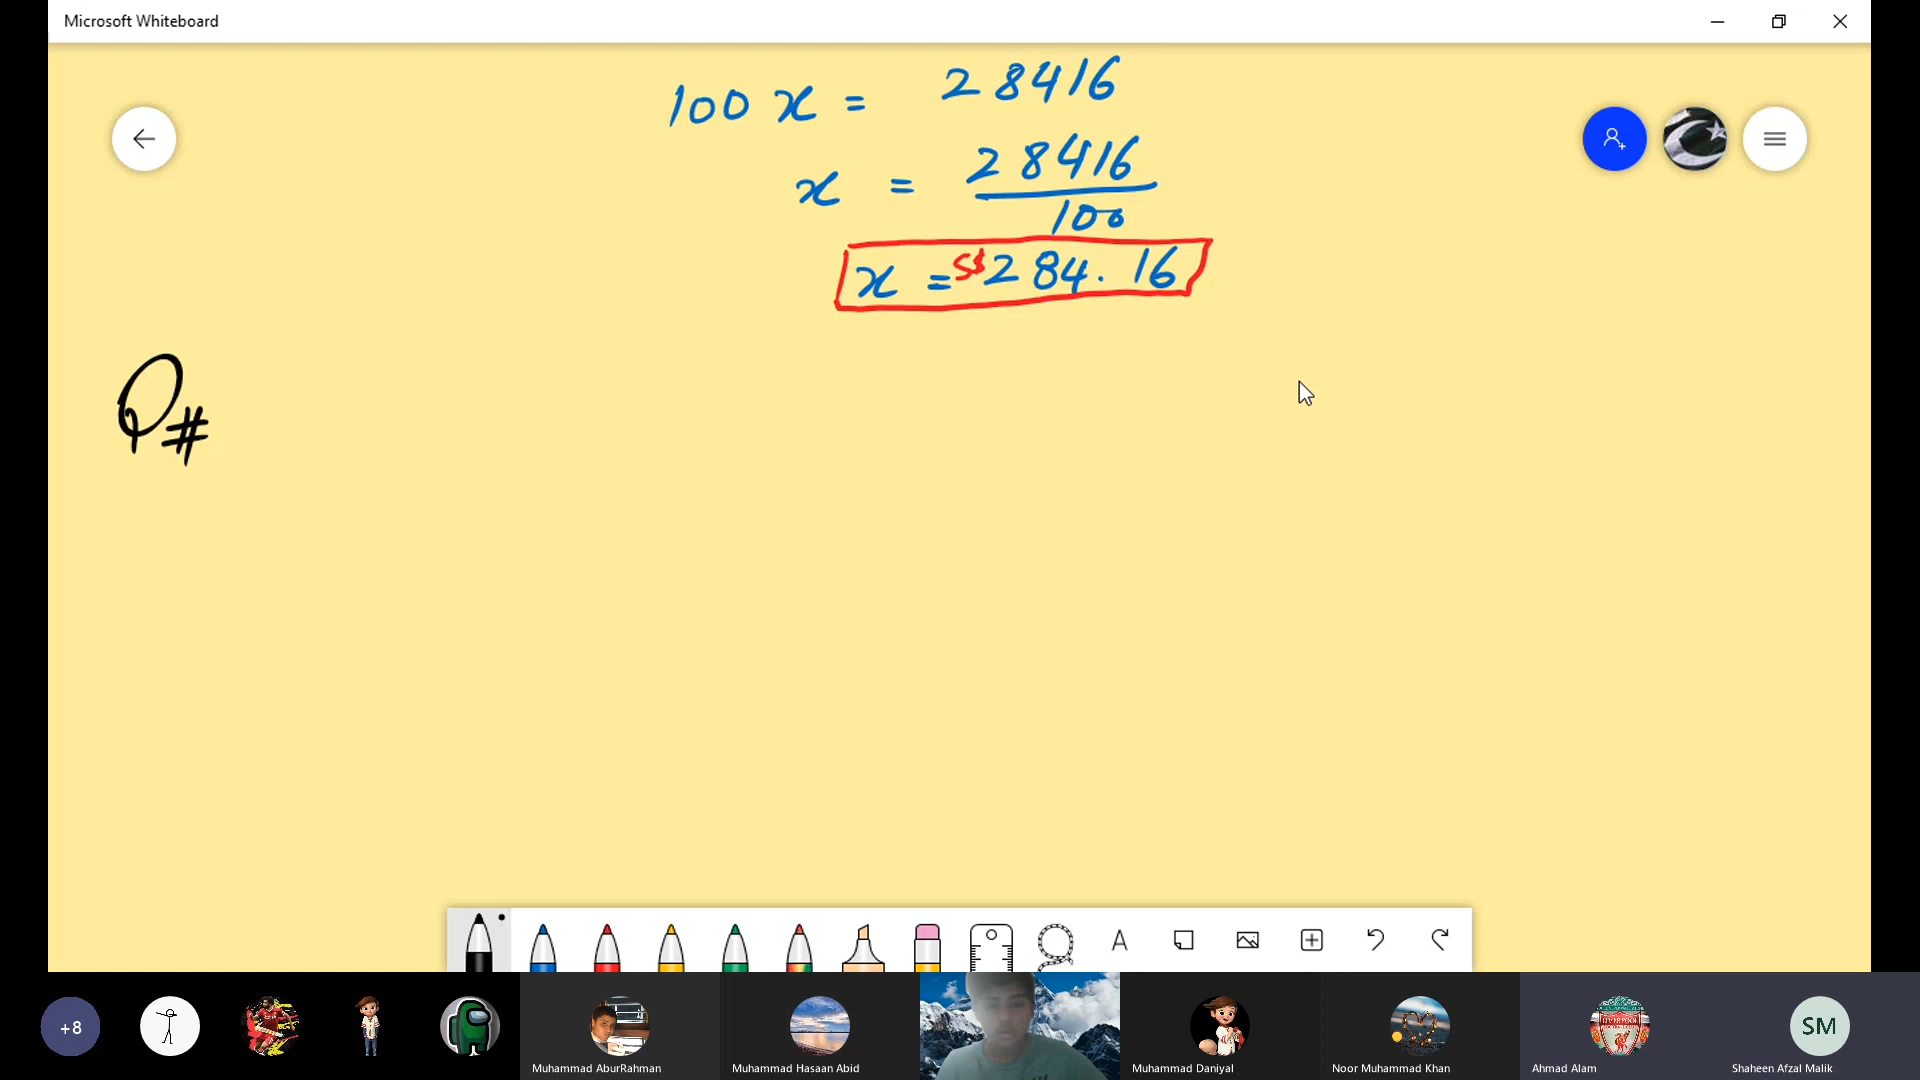 Microsoft Whiteboard
100 x = 28416
x = 28416
100
x = S$ 284.16
Q#
A
+8
SM
LIVERPOOL
Muhammad AburRahman
Muhammad Hasaan Abid
Muhammad Daniyal
Noor Muhammad Khan
Ahmad Alam
Shaheen Afzal Malik